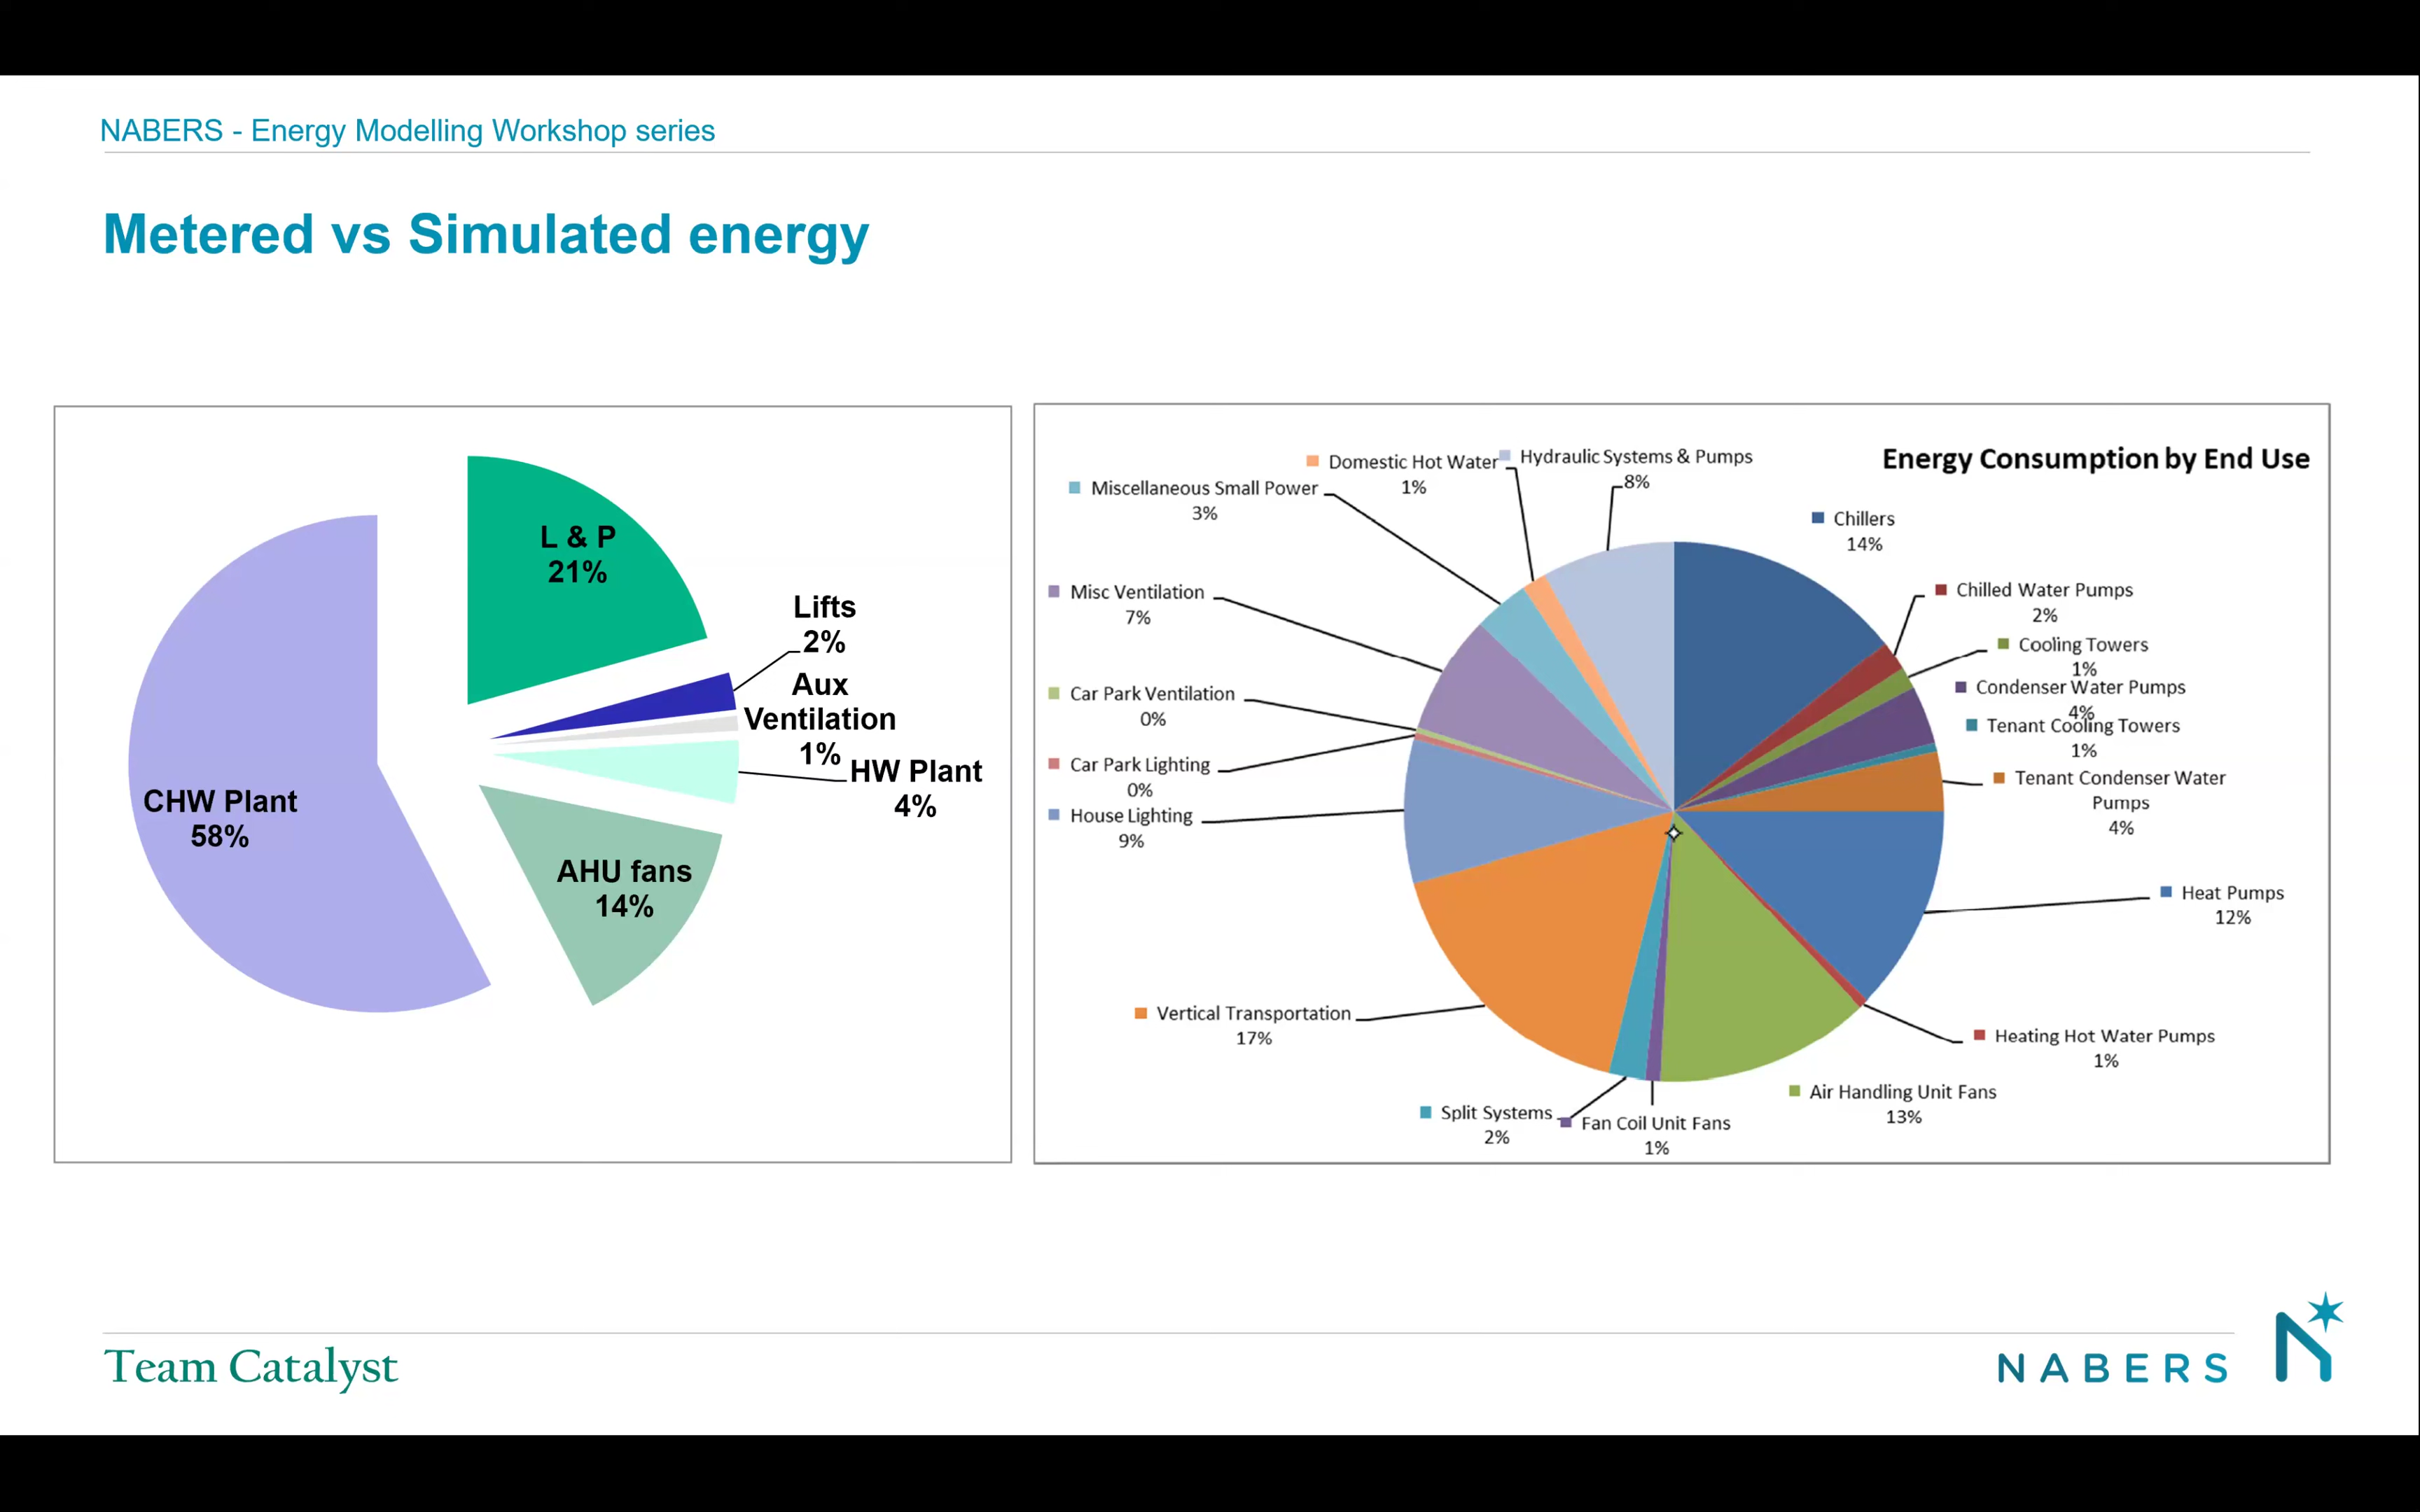 NABERS - Energy Modelling Workshop series
Metered vs Simulated energy
L & P
21%
Lifts
2%
Aux
Ventilation
1%
HW Plant
4%
CHW Plant
58%
AHU fans
14%
Energy Consumption by End Use
Domestic Hot Water
1%
Hydraulic Systems & Pumps
8%
Miscellaneous Small Power
3%
Chillers
14%
Misc Ventilation
7%
Chilled Water Pumps
2%
Cooling Towers
1%
Condenser Water Pumps
4%
Car Park Ventilation
0%
Tenant Cooling Towers
1%
Car Park Lighting
0%
Tenant Condenser Water
Pumps
4%
House Lighting
9%
Heat Pumps
12%
Vertical Transportation
17%
Heating Hot Water Pumps
1%
Air Handling Unit Fans
13%
Split Systems
2%
Fan Coil Unit Fans
1%
Team Catalyst
NABERS